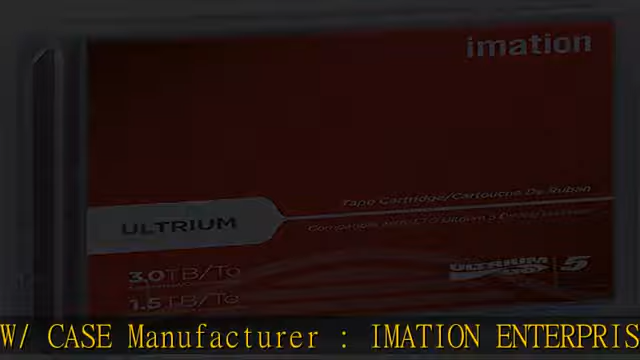 imation
Tape Cartridge/Cartouche De Ruban
ULTRIUM
3.0TB/To
ULTRIUM
LTO 5
1.5TB/To
W/ CASE Manufacturer : IMATION ENTERPRIS